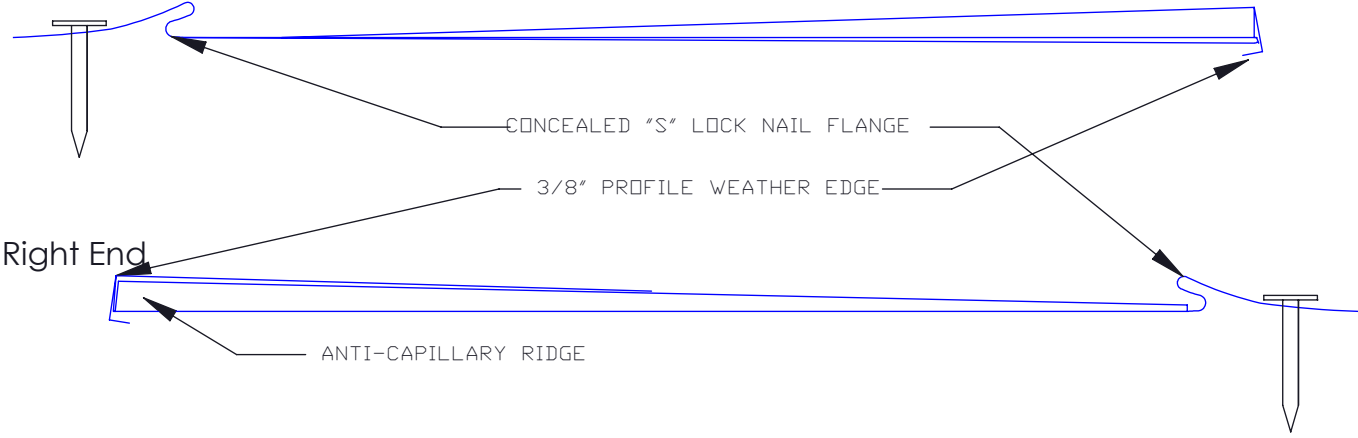 CONCEALED "S" LOCK NAIL FLANGE
3/8" PROFILE WEATHER EDGE
Right End
ANTI-CAPILLARY RIDGE